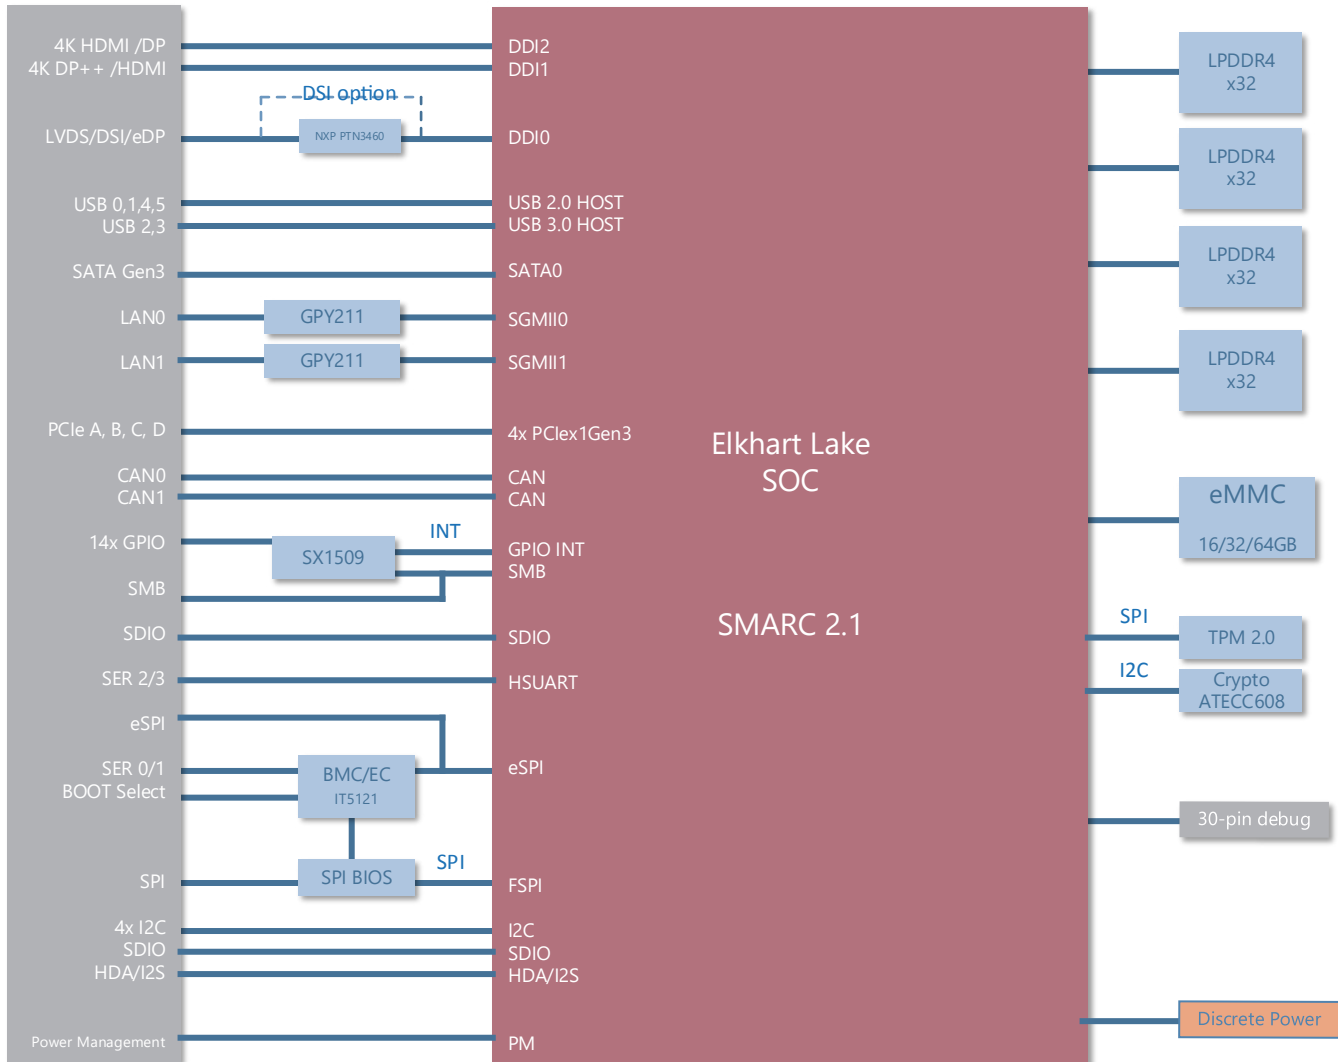 4K HDMI /DP
4K DP++ /HDMI
DSI option
LVDS/DSI/eDP
NXP PTN3460
USB 0,1,4,5
USB 2,3
SATA Gen3
LAN0
GPY211
LAN1
GPY211
PCIe A, B, C, D
CAN0
CAN1
14x GPIO
INT
SX1509
SMB
SDIO
SER 2/3
eSPI
SER 0/1
BOOT Select
BMC/EC
IT5121
SPI
SPI BIOS
SPI
4x I2C
SDIO
HDA/I2S
Power Management
DDI2
DDI1
DDI0
USB 2.0 HOST
USB 3.0 HOST
SATA0
SGMII0
SGMII1
4x PCIex1Gen3
CAN
CAN
GPIO INT
SMB
SDIO
HSUART
eSPI
FSPI
I2C
SDIO
HDA/I2S
PM
Elkhart Lake
SOC
SMARC 2.1
LPDDR4
x32
LPDDR4
x32
LPDDR4
x32
LPDDR4
x32
eMMC
16/32/64GB
SPI
TPM 2.0
I2C
Crypto
ATECC608
30-pin debug
Discrete Power